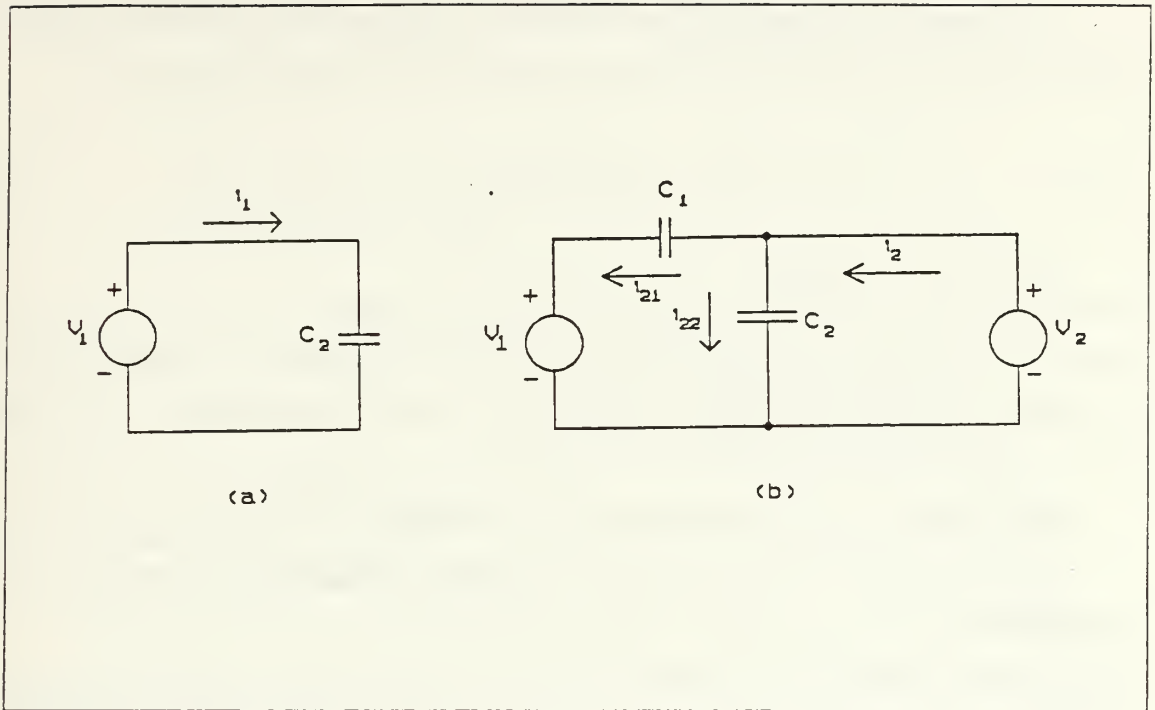 i₁
+
V₁
-
C₂
(a)
C₁
i₂
i₂₁
i₂₂
+
V₁
-
C₂
+
V₂
-
(b)